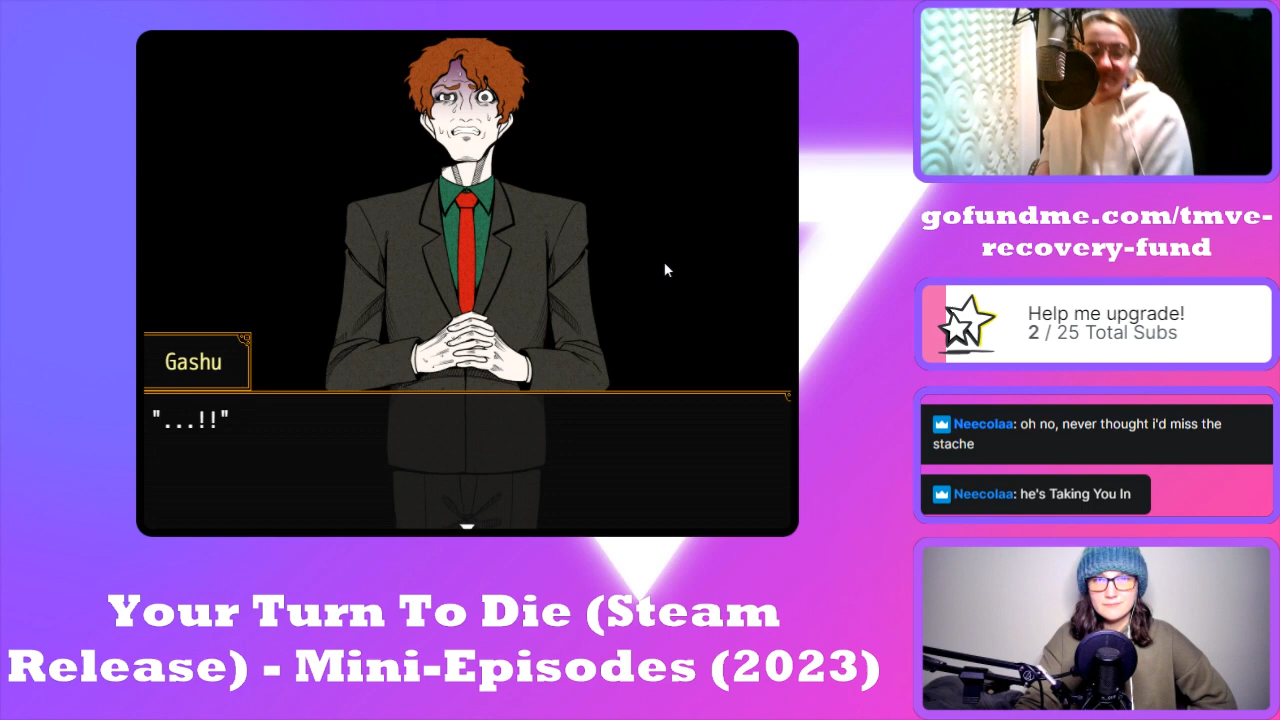 Gashu
"...!!"
Your Turn To Die (Steam
Release) - Mini-Episodes (2023)
gofundme.com/tmve-
recovery-fund
Help me upgrade!
2 / 25 Total Subs
Neecolaa: oh no, never thought i'd miss the
stache
Neecolaa: he's Taking You In